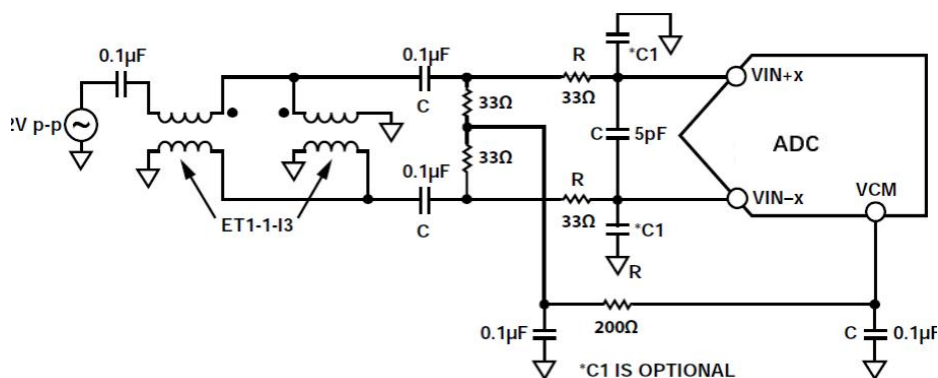 0.1µF
2V p-p
ET1-1-I3
0.1µF
C
0.1µF
C
33Ω
33Ω
R
33Ω
*C1
C 5pF
R
33Ω
*C1
R
VIN+x
ADC
VIN−x
VCM
0.1µF
200Ω
C 0.1µF
*C1 IS OPTIONAL